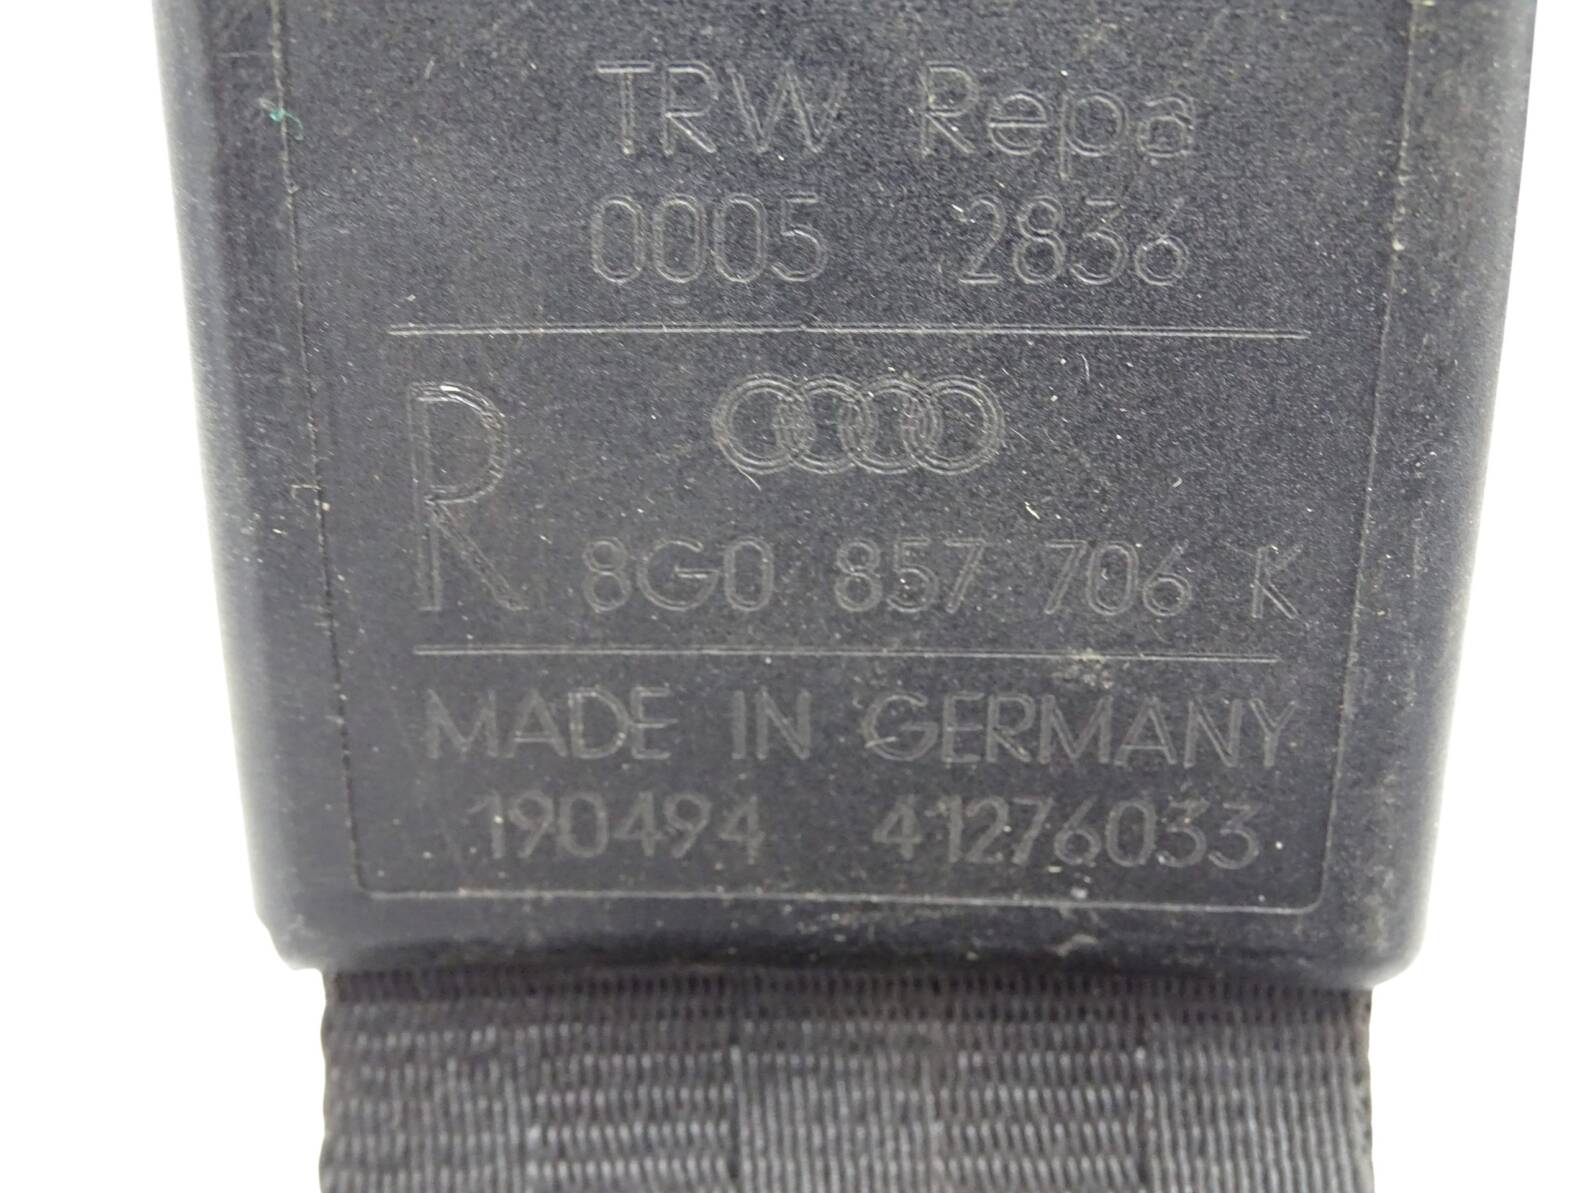 TRW Repa
0005 2836
R
8G0 857 706 K
MADE IN GERMANY
190494 41276033